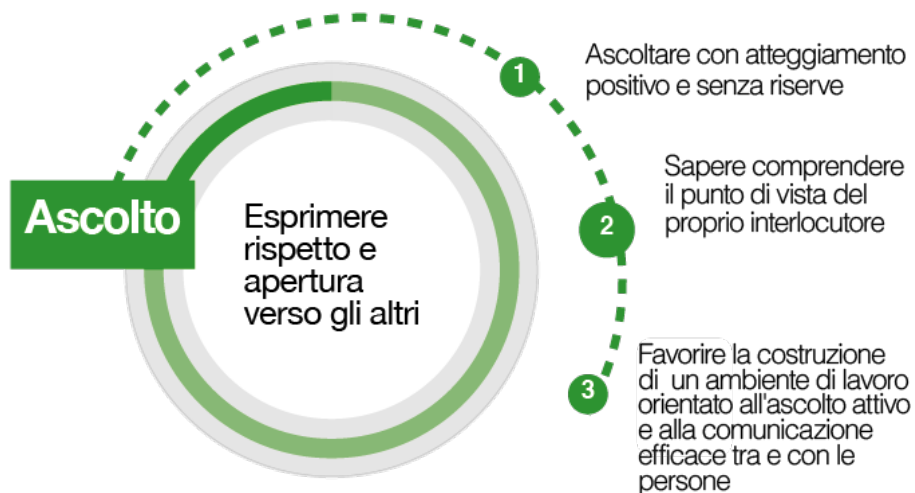 Ascolto
Esprimere
rispetto e
apertura
verso gli altri
1
Ascoltare con atteggiamento
positivo e senza riserve
2
Sapere comprendere
il punto di vista del
proprio interlocutore
3
Favorire la costruzione
di un ambiente di lavoro
orientato all'ascolto attivo
e alla comunicazione
efficace tra e con le
persone